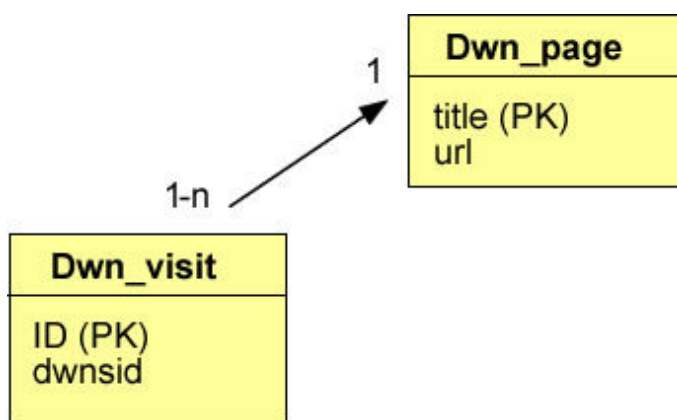 Dwn_page
1
title (PK)
url
1-n
Dwn_visit
ID (PK)
dwnsid